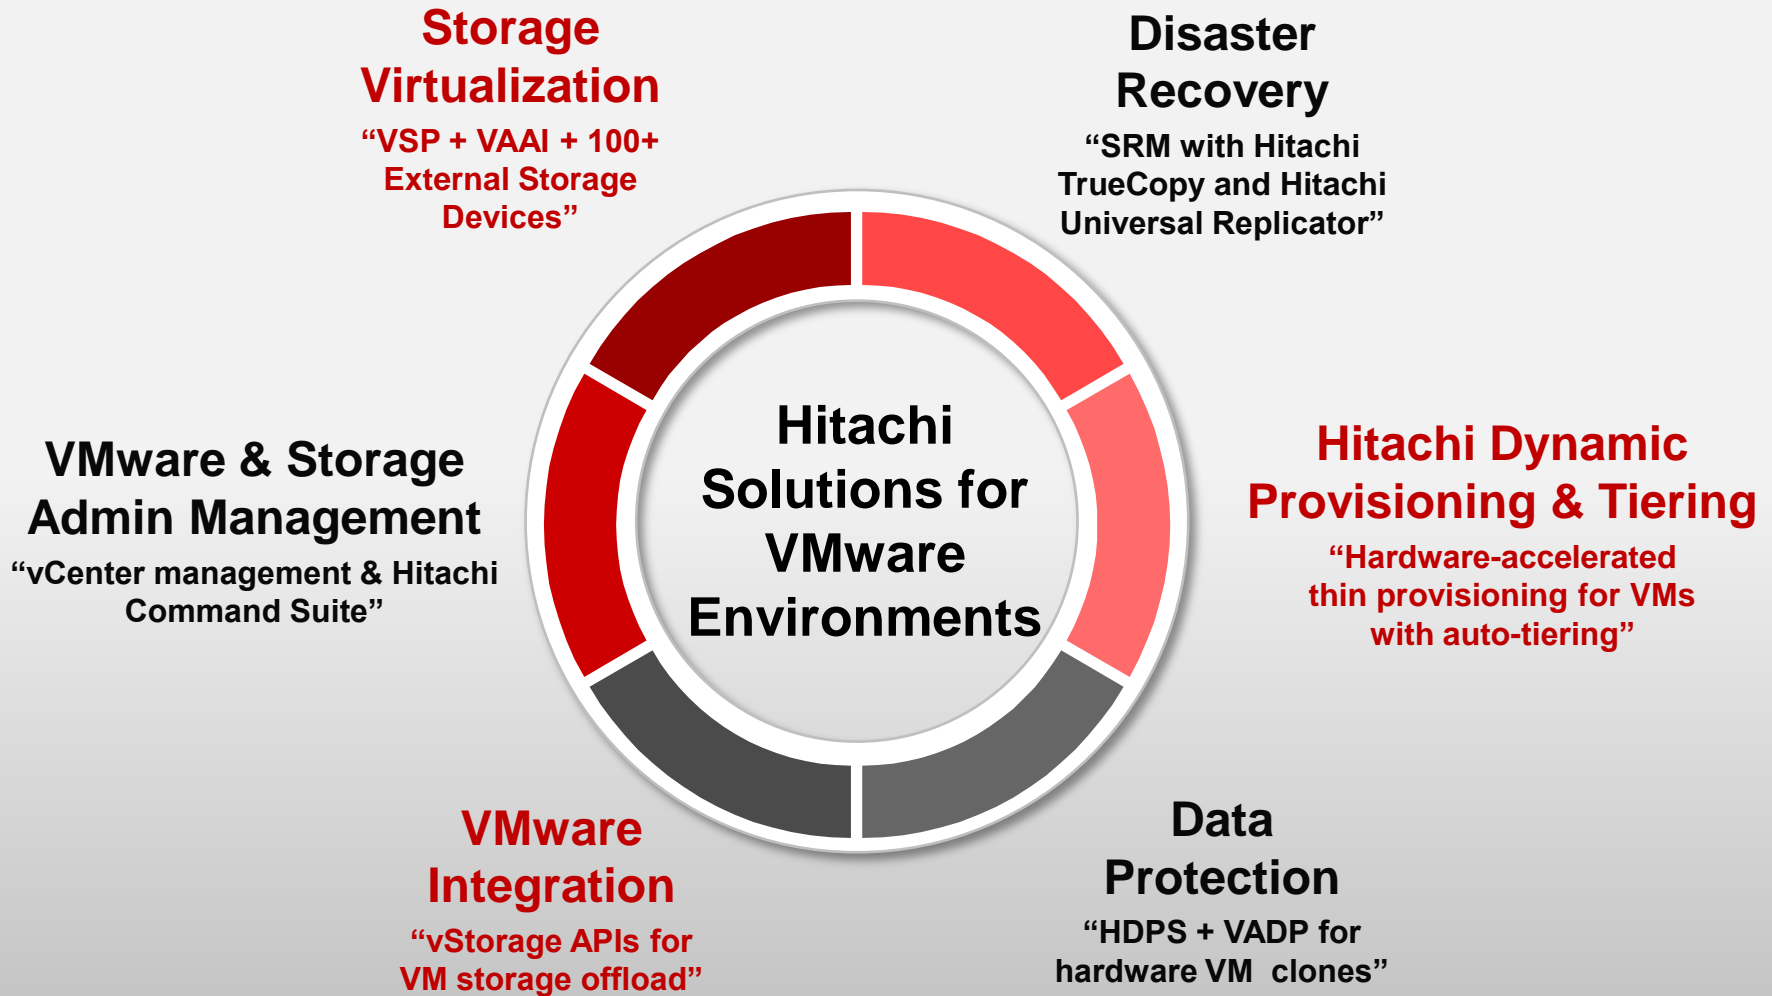 Storage
Virtualization
“VSP + VAAI + 100+
External Storage
Devices”
Disaster
Recovery
“SRM with Hitachi
TrueCopy and Hitachi
Universal Replicator”
VMware & Storage
Admin Management
“vCenter management & Hitachi
Command Suite”
Hitachi
Solutions for
VMware
Environments
Hitachi Dynamic
Provisioning & Tiering
“Hardware-accelerated
thin provisioning for VMs
with auto-tiering”
VMware
Integration
“vStorage APIs for
VM storage offload”
Data
Protection
“HDPS + VADP for
hardware VM  clones”